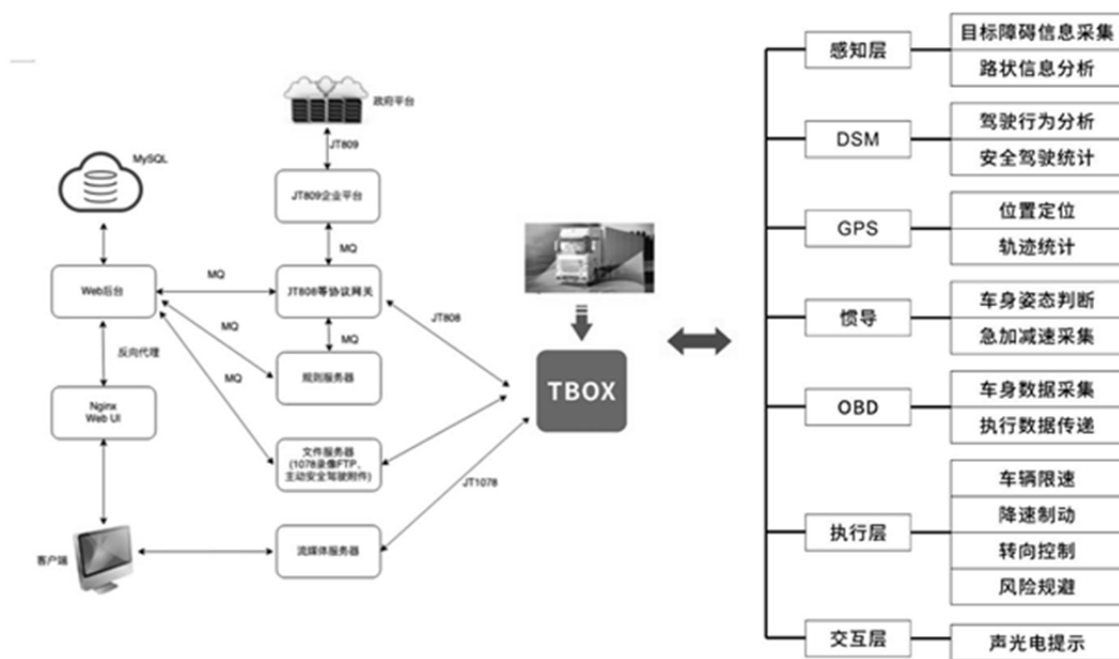 政府平台
JT809
MySQL
JT809企业平台
MQ
Web后台
MQ
JT808等协议网关
JT808
MQ
MQ
反向代理
MQ
规则服务器
TBOX
Nginx
Web UI
文件服务器
(1078录像FTP、
主动安全驾驶附件)
JT1078
客户端
流媒体服务器
感知层
目标障碍信息采集
路状信息分析
DSM
驾驶行为分析
安全驾驶统计
GPS
位置定位
轨迹统计
惯导
车身姿态判断
急加减速采集
OBD
车身数据采集
执行数据传递
执行层
车辆限速
降速制动
转向控制
风险规避
交互层
声光电提示